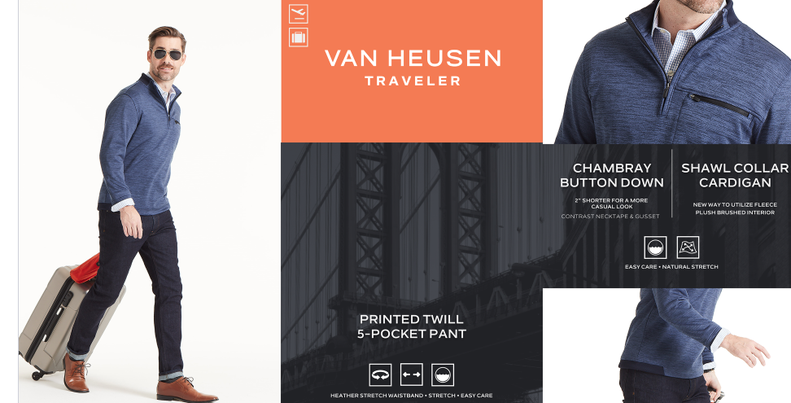 VAN HEUSEN
TRAVELER
PRINTED TWILL
5-POCKET PANT
HEATHER STRETCH WAISTBAND • STRETCH • EASY CARE
CHAMBRAY
BUTTON DOWN
2" SHORTER FOR A MORE
CASUAL LOOK
CONTRAST NECKTAPE & GUSSET
SHAWL COLLAR
CARDIGAN
NEW WAY TO UTILIZE FLEECE
PLUSH BRUSHED INTERIOR
EASY CARE • NATURAL STRETCH